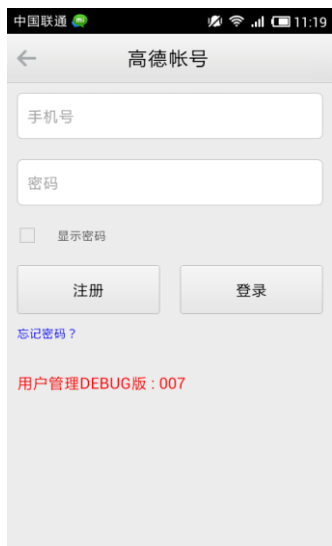 中国联通 11:19
高德帐号
手机号
密码
显示密码
注册 登录
忘记密码？
用户管理DEBUG版 : 007